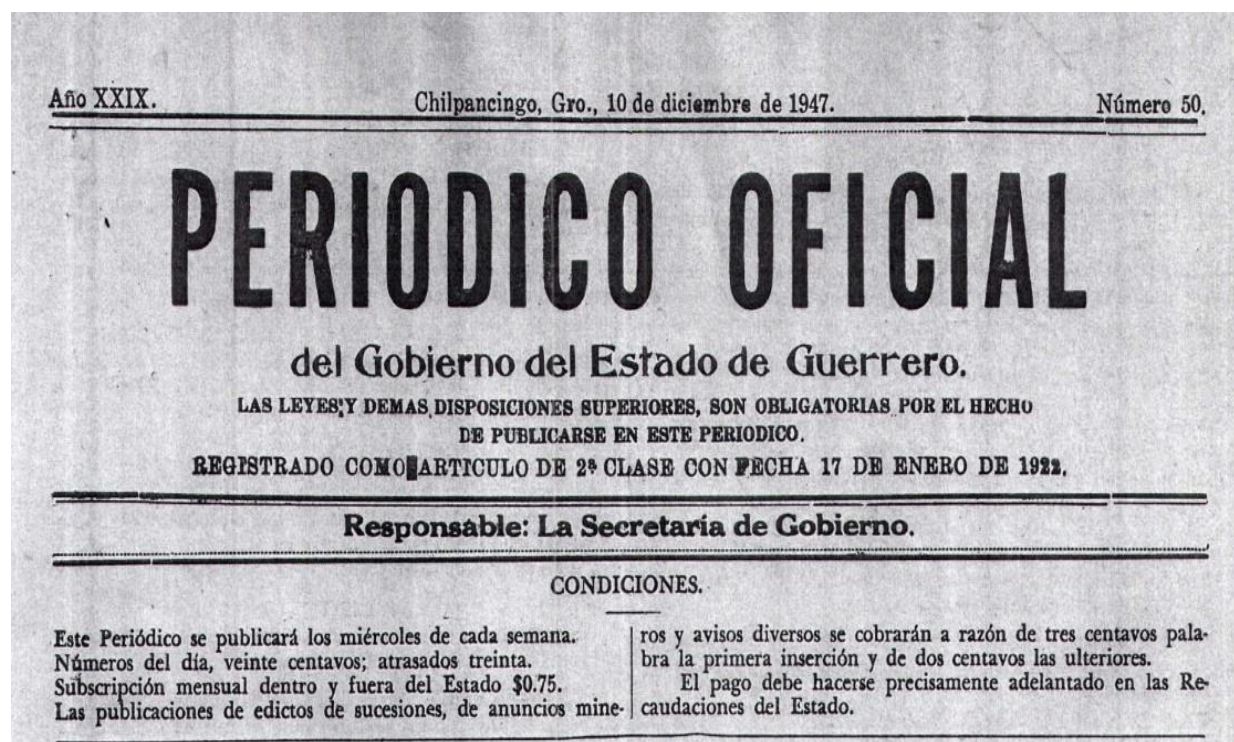 Año XXIX.
Chilpancingo, Gro., 10 de diciembre de 1947.
Número 50.
PERIODICO OFICIAL
del Gobierno del Estado de Guerrero.
LAS LEYES Y DEMAS DISPOSICIONES SUPERIORES, SON OBLIGATORIAS POR EL HECHO
DE PUBLICARSE EN ESTE PERIODICO.
REGISTRADO COMO ARTICULO DE 2ª CLASE CON FECHA 17 DE ENERO DE 1922.
Responsable: La Secretaría de Gobierno.
CONDICIONES.
Este Periódico se publicará los miércoles de cada semana.
Números del día, veinte centavos; atrasados treinta.
Subscripción mensual dentro y fuera del Estado $0.75.
Las publicaciones de edictos de sucesiones, de anuncios mine-
ros y avisos diversos se cobrarán a razón de tres centavos pala-
bra la primera inserción y de dos centavos las ulteriores.
El pago debe hacerse precisamente adelantado en las Re-
caudaciones del Estado.